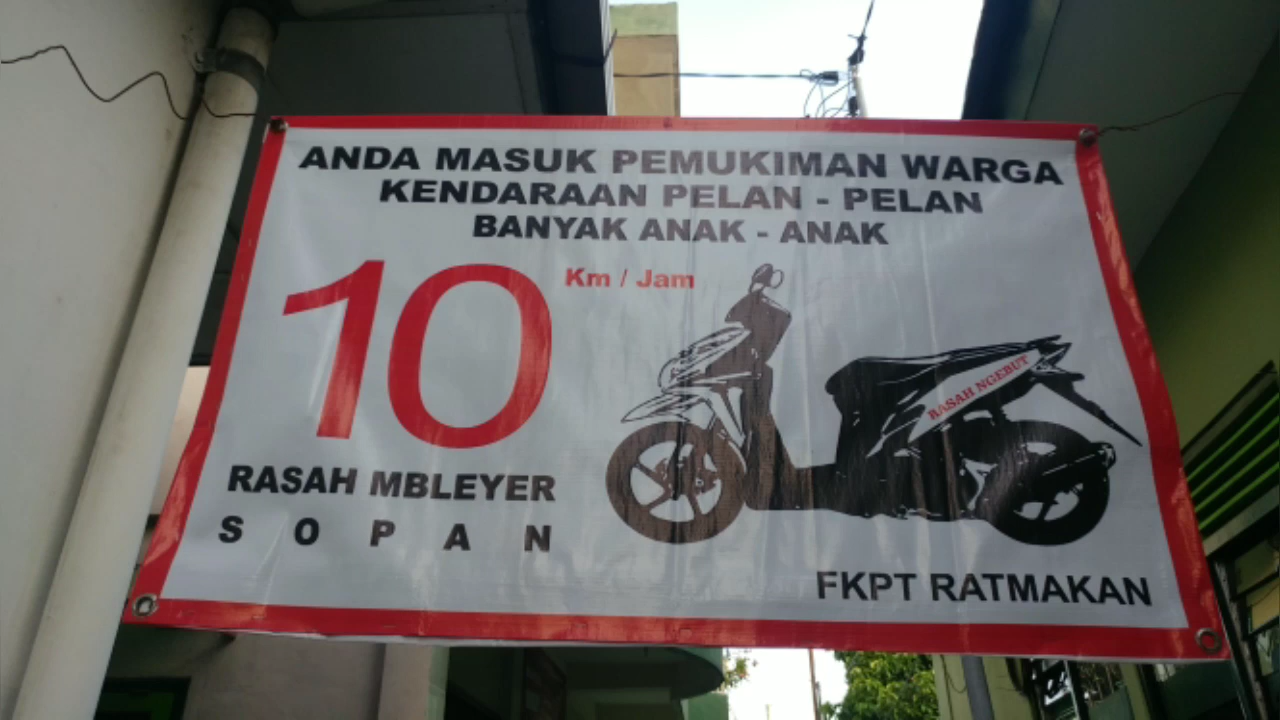 ANDA MASUK PEMUKIMAN WARGA
KENDARAAN PELAN - PELAN
BANYAK ANAK - ANAK
10 Km / Jam
RASAH NGEBUT
RASAH MBLEYER
S O P A N
FKPT RATMAKAN